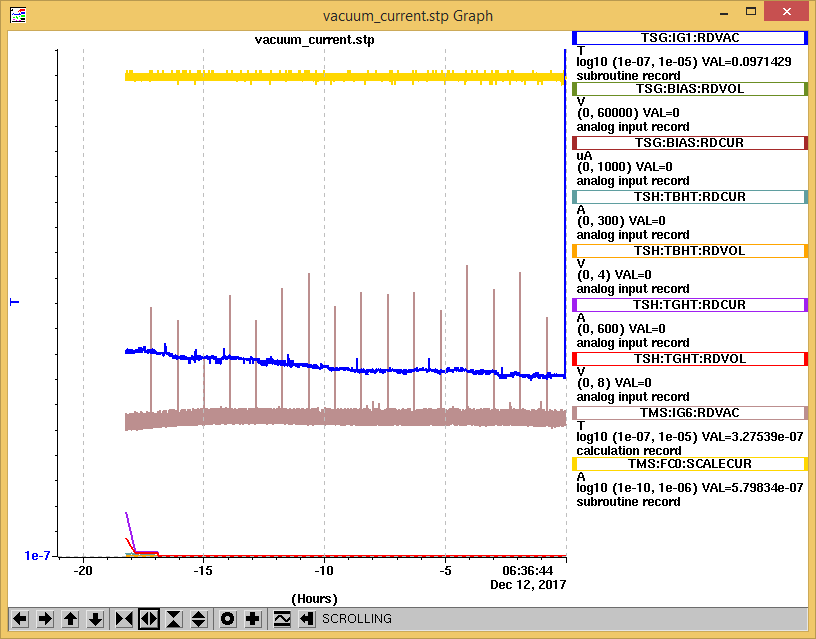 vacuum_current.stp Graph
vacuum_current.stp
T
1e-7
-20
-15
-10
-5
06:36:44
Dec 12, 2017
(Hours)
TSG:IG1:RDVAC
T
log10 (1e-07, 1e-05) VAL=0.0971429
subroutine record
TSG:BIAS:RDVOL
V
(0, 60000) VAL=0
analog input record
TSG:BIAS:RDCUR
uA
(0, 1000) VAL=0
analog input record
TSH:TBHT:RDCUR
A
(0, 300) VAL=0
analog input record
TSH:TBHT:RDVOL
V
(0, 4) VAL=0
analog input record
TSH:TGHT:RDCUR
A
(0, 600) VAL=0
analog input record
TSH:TGHT:RDVOL
V
(0, 8) VAL=0
analog input record
TMS:IG6:RDVAC
T
log10 (1e-07, 1e-05) VAL=3.27539e-07
calculation record
TMS:FC0:SCALECUR
A
log10 (1e-10, 1e-06) VAL=5.79834e-07
subroutine record
SCROLLING